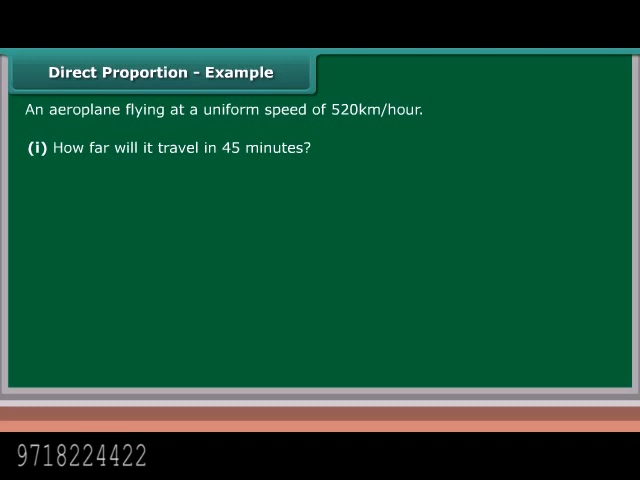 Direct Proportion - Example
An aeroplane flying at a uniform speed of 520km/hour.
(i) How far will it travel in 45 minutes?
9718224422